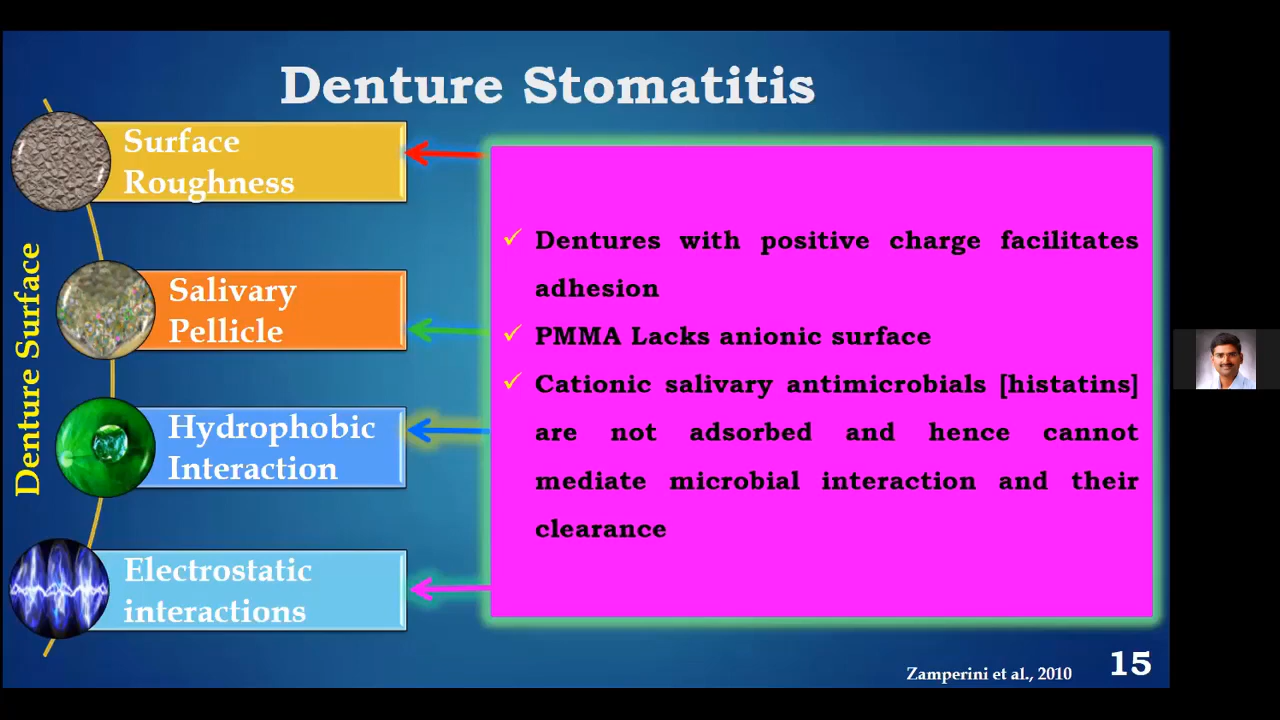 Denture Stomatitis
Denture Surface
Surface
Roughness
Salivary
Pellicle
Hydrophobic
Interaction
Electrostatic
interactions
✓ Dentures with positive charge facilitates
adhesion
✓ PMMA Lacks anionic surface
✓ Cationic salivary antimicrobials [histatins]
are not adsorbed and hence cannot
mediate microbial interaction and their
clearance
Zamperini et al., 2010
15